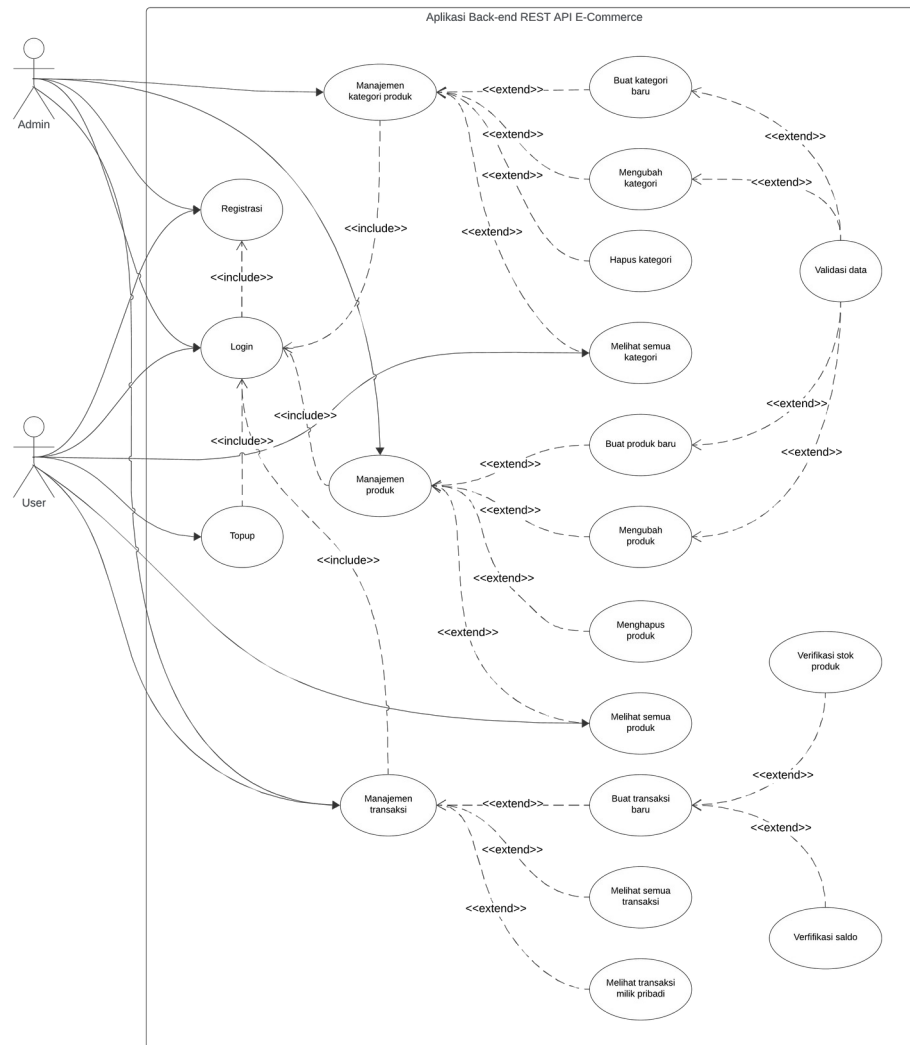 Aplikasi Back-end REST API E-Commerce
Admin
Manajemen
kategori produk
<<extend>>
Buat kategori
baru
<<extend>>
<<extend>>
Mengubah
kategori
<<extend>>
<<extend>>
Registrasi
<<include>>
<<extend>>
Hapus kategori
Validasi data
<<include>>
Login
Melihat semua
kategori
<<extend>>
<<include>>
User
<<include>>
Manajemen
produk
<<extend>>
Buat produk baru
<<extend>>
<<extend>>
Topup
Mengubah
produk
<<include>>
<<extend>>
<<extend>>
Menghapus
produk
Verifikasi stok
produk
Melihat semua
produk
<<extend>>
Manajemen
transaksi
<<extend>>
Buat transaksi
baru
<<extend>>
<<extend>>
Melihat semua
transaksi
<<extend>>
Verfifikasi saldo
Melihat transaksi
milik pribadi